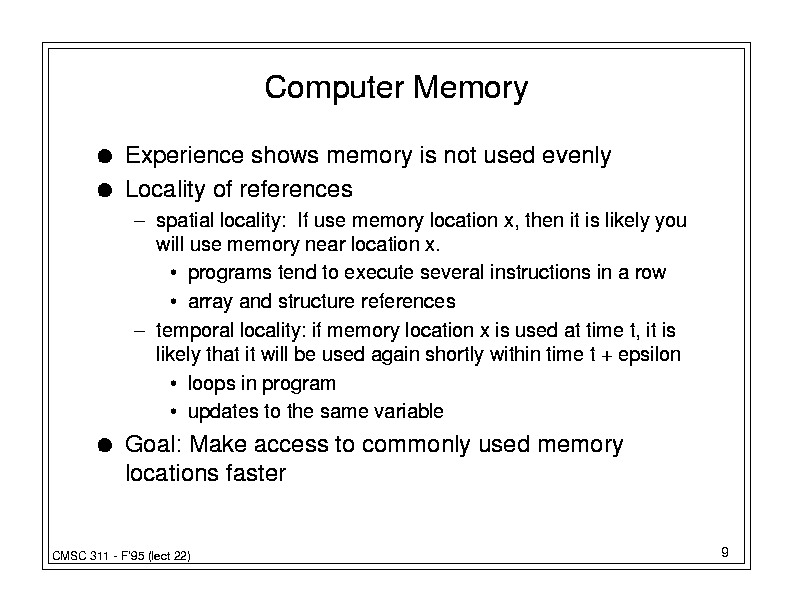 Computer Memory
● Experience shows memory is not used evenly
● Locality of references
– spatial locality:  If use memory location x, then it is likely you
will use memory near location x.
• programs tend to execute several instructions in a row
• array and structure references
– temporal locality: if memory location x is used at time t, it is
likely that it will be used again shortly within time t + epsilon
• loops in program
• updates to the same variable
● Goal: Make access to commonly used memory
locations faster
CMSC 311 - F'95 (lect 22)
9